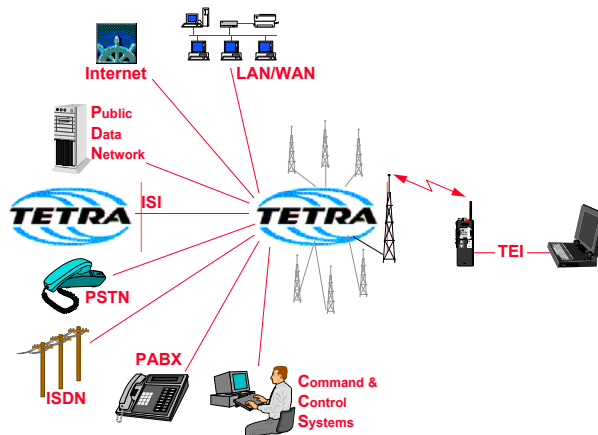 Internet
LAN/WAN
Public
Data
Network
TETRA
ISI
TETRA
TEI
PSTN
PABX
ISDN
Command &
Control
Systems